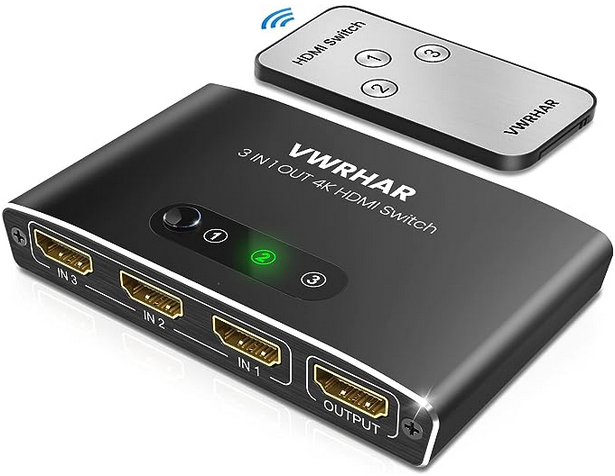 HDMI Switch
1
3
2
VWRHAR
VWRHAR
3 IN 1 OUT 4K HDMI Switch
1
2
3
IN 3
IN 2
IN 1
OUTPUT